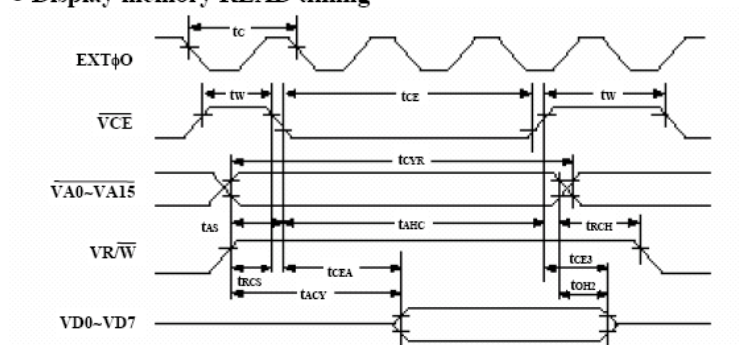 Display memory READ timing
tC
EXTϕO
tW tCE tW
VCE
tCYR
VA0~VA15
tAS tAHC tRCH
VR/W
tRCS tCEA tCE3
tACY tOH2
VD0~VD7